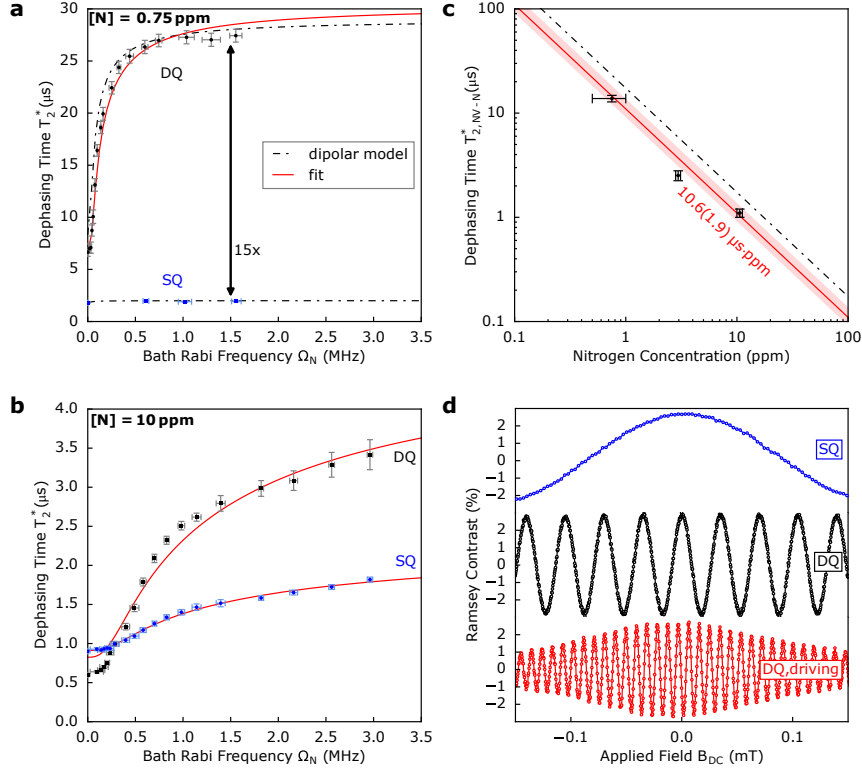 a
[N] = 0.75 ppm
30
25
20
15
10
5
0
Dephasing Time T₂* (μs)
DQ
dipolar model
fit
15x
SQ
0.0 0.5 1.0 1.5 2.0 2.5 3.0 3.5
Bath Rabi Frequency Ω_N (MHz)
b
[N] = 10 ppm
4.0
3.5
3.0
2.5
2.0
1.5
1.0
0.5
0.0
Dephasing Time T₂* (μs)
DQ
SQ
0.0 0.5 1.0 1.5 2.0 2.5 3.0 3.5
Bath Rabi Frequency Ω_N (MHz)
c
100
10
1
0.1
Dephasing Time T*₂,NV-N (μs)
10.6(1.9) μs·ppm
0.1 1 10 100
Nitrogen Concentration (ppm)
d
2
1
0
−1
−2
SQ
2
1
0
−1
−2
DQ
2
1
0
−1
−2
DQ,driving
Ramsey Contrast (%)
−0.1 0.0 0.1
Applied Field B_DC (mT)